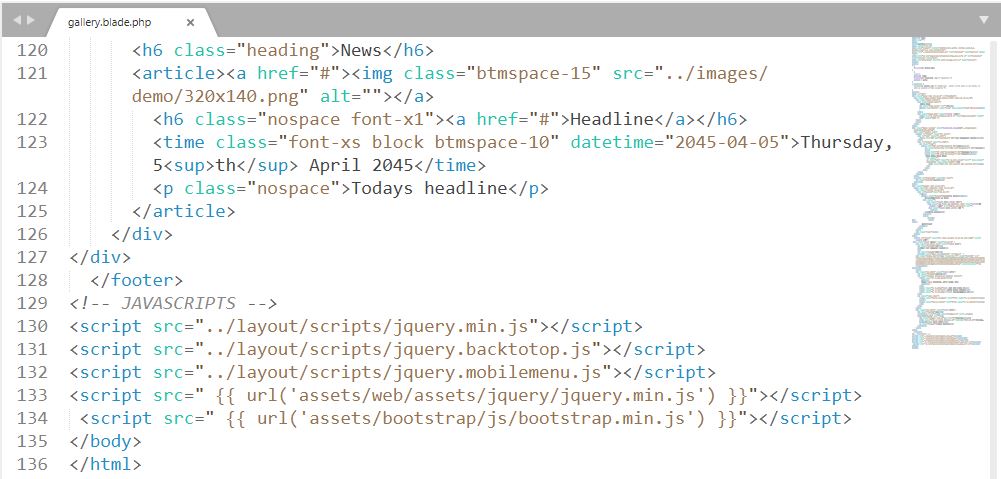 gallery.blade.php
120 <h6 class="heading">News</h6>
121 <article><a href="#"><img class="btmspace-15" src="../images/
demo/320x140.png" alt=""></a>
122 <h6 class="nospace font-x1"><a href="#">Headline</a></h6>
123 <time class="font-xs block btmspace-10" datetime="2045-04-05">Thursday,
5<sup>th</sup> April 2045</time>
124 <p class="nospace">Todays headline</p>
125 </article>
126 </div>
127 </div>
128 </footer>
129 <!-- JAVASCRIPTS -->
130 <script src="../layout/scripts/jquery.min.js"></script>
131 <script src="../layout/scripts/jquery.backtotop.js"></script>
132 <script src="../layout/scripts/jquery.mobilemenu.js"></script>
133 <script src=" {{ url('assets/web/assets/jquery/jquery.min.js') }}"></script>
134 <script src=" {{ url('assets/bootstrap/js/bootstrap.min.js') }}"></script>
135 </body>
136 </html>